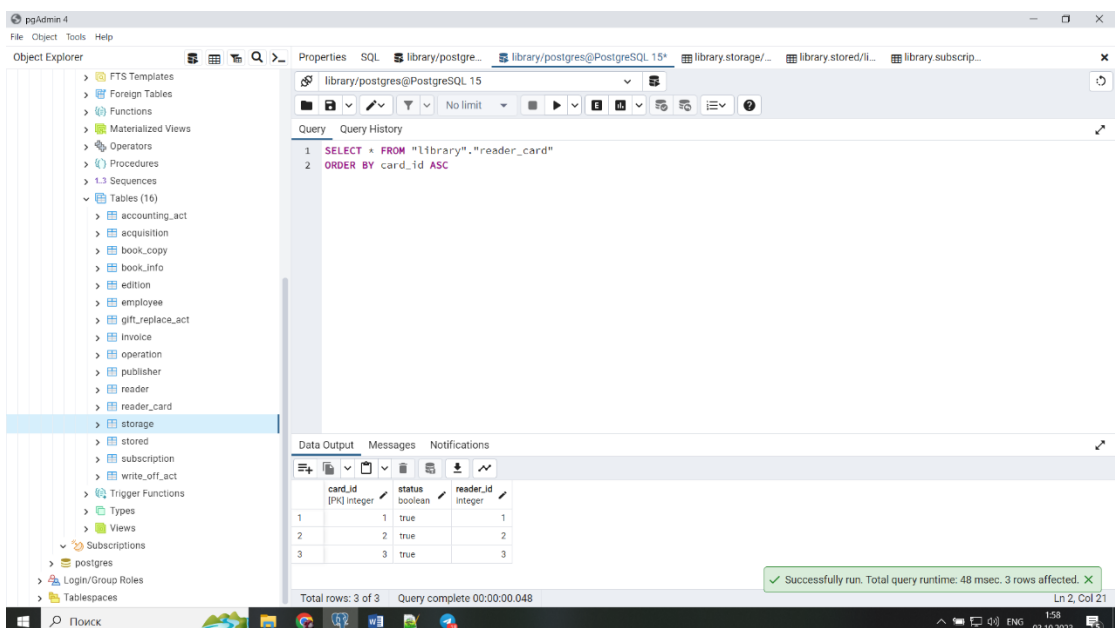 pgAdmin 4
File Object Tools Help
Object Explorer
Properties SQL library/postgre... library/postgres@PostgreSQL 15* library.storage/... library.stored/li... library.subscrip...
FTS Templates
Foreign Tables
Functions
Materialized Views
Operators
Procedures
1..3 Sequences
Tables (16)
accounting_act
acquisition
book_copy
book_info
edition
employee
gift_replace_act
invoice
operation
publisher
reader
reader_card
storage
stored
subscription
write_off_act
Trigger Functions
Types
Views
Subscriptions
postgres
Login/Group Roles
Tablespaces
library/postgres@PostgreSQL 15
No limit
Query Query History
1 SELECT * FROM "library"."reader_card"
2 ORDER BY card_id ASC
Data Output Messages Notifications
card_id status reader_id
[PK] integer boolean integer
1 1 true 1
2 2 true 2
3 3 true 3
Successfully run. Total query runtime: 48 msec. 3 rows affected.
Total rows: 3 of 3 Query complete 00:00:00.048 Ln 2, Col 21
Поиск ENG 1:58